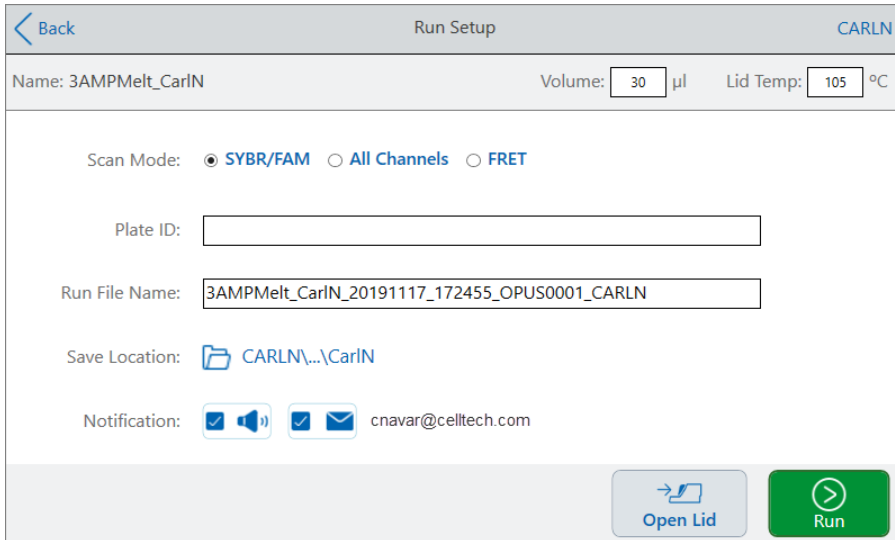 Back Run Setup CARLN
Name: 3AMPMelt_CarlN Volume: 30 µl Lid Temp: 105 ºC
Scan Mode: SYBR/FAM All Channels FRET
Plate ID:
Run File Name: 3AMPMelt_CarlN_20191117_172455_OPUS0001_CARLN
Save Location: CARLN\...\CarlN
Notification: cnavar@celltech.com
Open Lid
Run